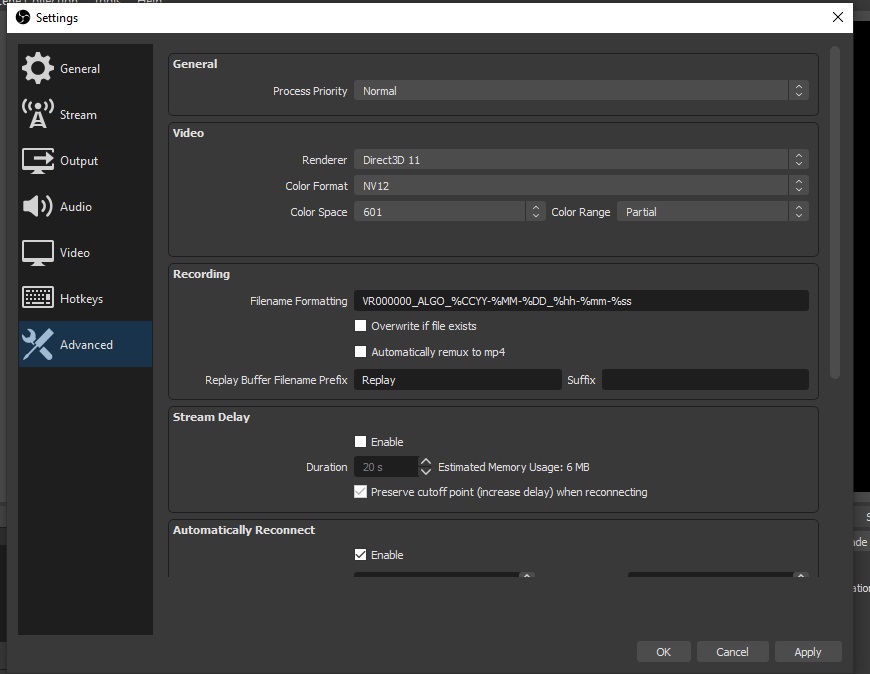 Settings
General
Stream
Output
Audio
Video
Hotkeys
Advanced
General
Process Priority Normal
Video
Renderer Direct3D 11
Color Format NV12
Color Space 601 Color Range Partial
Recording
Filename Formatting VR000000_ALGO_%CCYY-%MM-%DD_%hh-%mm-%ss
Overwrite if file exists
Automatically remux to mp4
Replay Buffer Filename Prefix Replay Suffix
Stream Delay
Enable
Duration 20 s Estimated Memory Usage: 6 MB
Preserve cutoff point (increase delay) when reconnecting
Automatically Reconnect
Enable
OK Cancel Apply